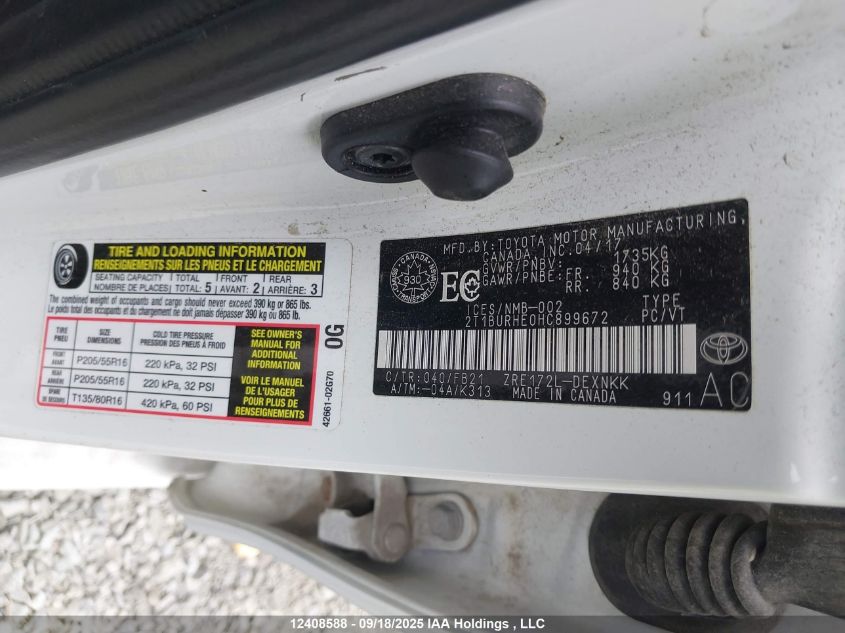 TIRE AND LOADING INFORMATION
RENSEIGNEMENTS SUR LES PNEUS ET LE CHARGEMENT
SEATING CAPACITY TOTAL FRONT REAR
NOMBRE DE PLACES TOTAL: 5 AVANT: 2 ARRIÈRE: 3
The combined weight of occupants and cargo should never exceed 390 kg or 865 lbs.
Le poids total des occupants et du chargement ne doit jamais dépasser 390 kg ou 865 lb.
TIRE SIZE COLD TIRE PRESSURE
PNEU DIMENSIONS PRESSION DES PNEUS À FROID
FRONT AVANT P205/55R16 220 kPa, 32 PSI
REAR ARRIÈRE P205/55R16 220 kPa, 32 PSI
SPARE DE SECOURS T135/80R16 420 kPa, 60 PSI
SEE OWNER'S
MANUAL FOR
ADDITIONAL
INFORMATION
VOIR LE MANUEL
DE L'USAGER
POUR PLUS DE
RENSEIGNEMENTS
0G
42661-02G70
MFD.BY:TOYOTA MOTOR MANUFACTURING,
CANADA, INC.04/17
GVWR/PNBV: 1735KG
GAWR/PNBE:FR: 940 KG
RR: 840 KG
CANADA
930
TRANSPORT
EC
ICES/NMB-002 TYPE
2T1BURHE0HC899672 PC/VT
C/TR:040/FB21 ZRE172L-DEXNKK
A/TM:-04A/K313 MADE IN CANADA
911 AC
12408588 - 09/18/2025 IAA Holdings , LLC